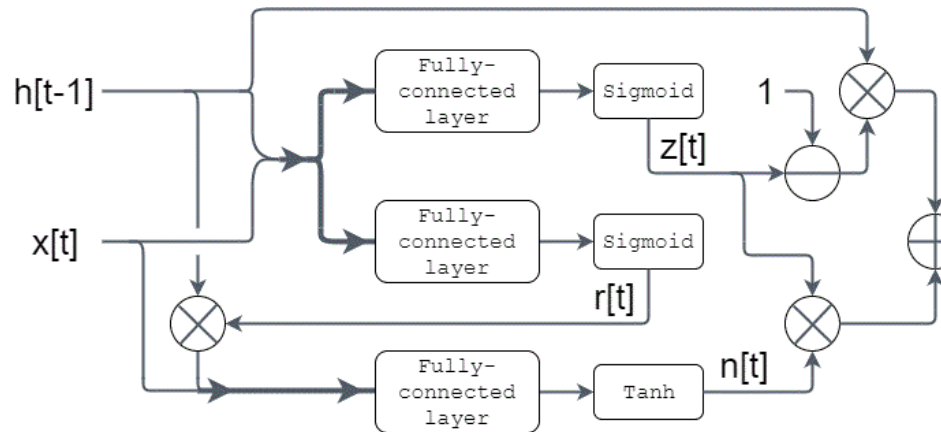 Fully-
connected
layer
Sigmoid
h[t-1]
1
z[t]
Fully-
connected
layer
Sigmoid
x[t]
r[t]
Fully-
connected
layer
Tanh
n[t]